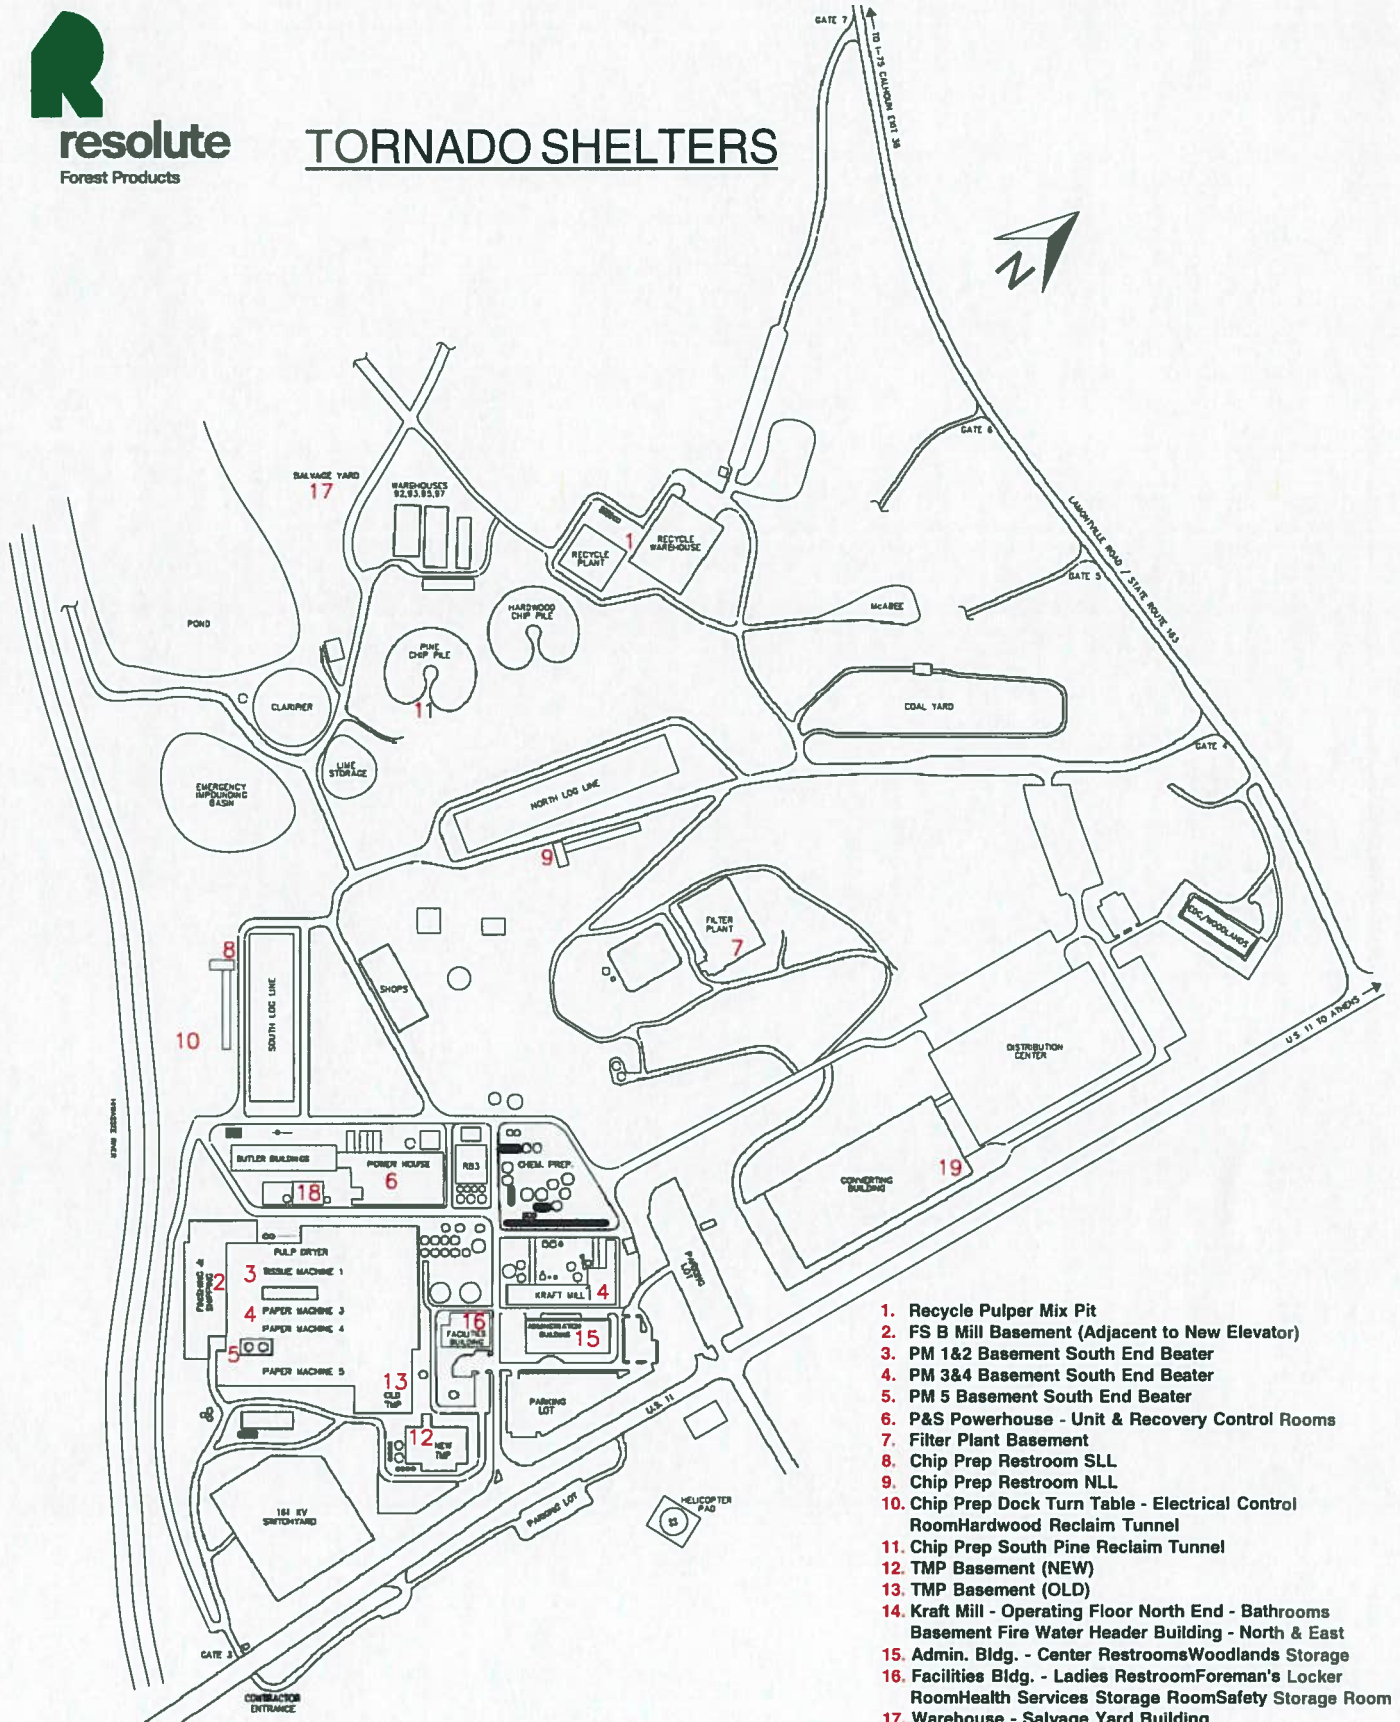 resolute
Forest Products
TORNADO SHELTERS
GATE 7
TO I-75 CALHOUN EXIT 36
N
GATE 6
SALVAGE YARD
17
WAREHOUSES
92,93,95,97
1
RECYCLE
PLANT
RECYCLE
WAREHOUSE
LAMONTVILLE ROAD / STATE ROUTE 163
GATE 5
HARDWOOD
CHIP PILE
McABEE
POND
PINE
CHIP PILE
11
CLARIFIER
COAL YARD
GATE 4
LIME
STORAGE
EMERGENCY
IMPOUNDING
BASIN
NORTH LOG LINE
9
FILTER
PLANT
7
CDC/WOODLANDS
8
SHOPS
SOUTH LOG LINE
10
U.S. 11 TO ATHENS
DISTRIBUTION
CENTER
HIWASSEE RIVER
BUTLER BUILDINGS
POWER HOUSE
6
RB3
CHEM. PREP.
18
CONVERTING
BUILDING
19
FINISHING &
SHIPPING
2
PULP DRYER
3 TISSUE MACHINE 1
4 PAPER MACHINE 3
PAPER MACHINE 4
5
PAPER MACHINE 5
KRAFT MILL
4
PARKING
LOT
16
FACILITIES
BUILDING
ADMINISTRATION
BUILDING
15
13
OLD
TMP
PARKING
LOT
U.S. 11
12
NEW
TMP
161 KV
SWITCHYARD
PARKING LOT
HELICOPTER
PAD
GATE 3
CONTRACTOR
ENTRANCE
1. Recycle Pulper Mix Pit
2. FS B Mill Basement (Adjacent to New Elevator)
3. PM 1&2 Basement South End Beater
4. PM 3&4 Basement South End Beater
5. PM 5 Basement South End Beater
6. P&S Powerhouse - Unit & Recovery Control Rooms
7. Filter Plant Basement
8. Chip Prep Restroom SLL
9. Chip Prep Restroom NLL
10. Chip Prep Dock Turn Table - Electrical Control
RoomHardwood Reclaim Tunnel
11. Chip Prep South Pine Reclaim Tunnel
12. TMP Basement (NEW)
13. TMP Basement (OLD)
14. Kraft Mill - Operating Floor North End - Bathrooms
Basement Fire Water Header Building - North & East
15. Admin. Bldg. - Center RestroomsWoodlands Storage
16. Facilities Bldg. - Ladies RestroomForeman's Locker
RoomHealth Services Storage RoomSafety Storage Room
17. Warehouse - Salvage Yard Building